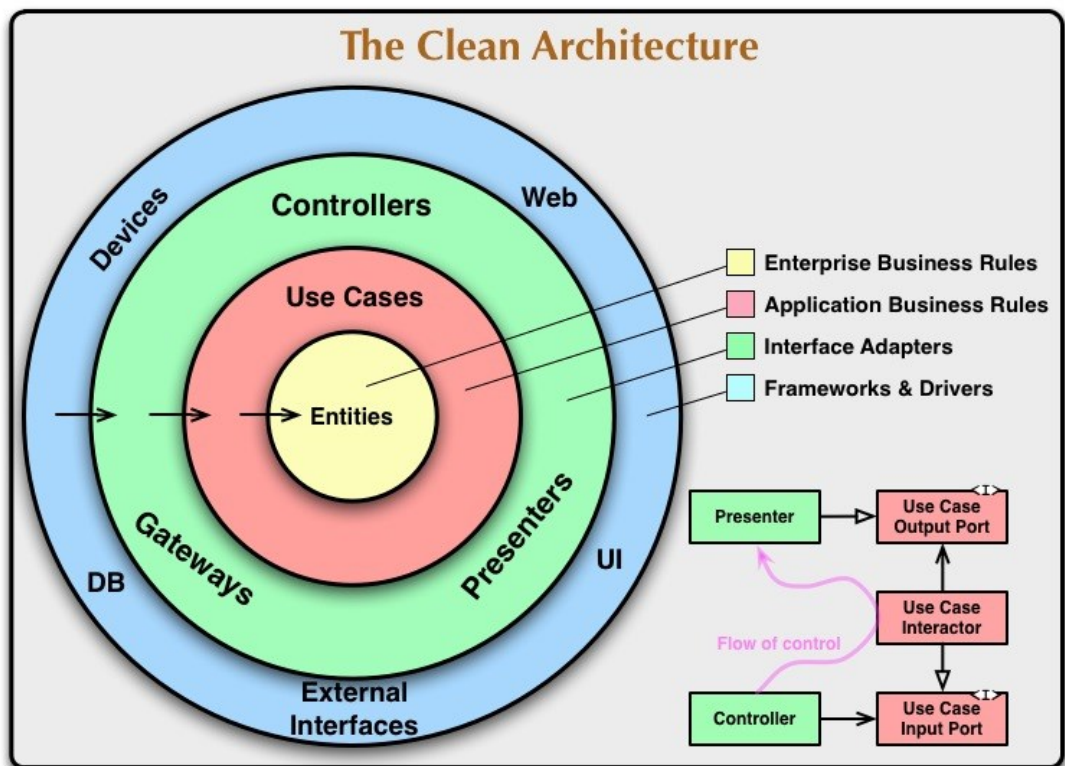 The Clean Architecture
Devices
Controllers
Web
Use Cases
Entities
Gateways
Presenters
DB
UI
External
Interfaces
Enterprise Business Rules
Application Business Rules
Interface Adapters
Frameworks & Drivers
Presenter
<I>
Use Case
Output Port
Flow of control
Use Case
Interactor
Controller
<I>
Use Case
Input Port